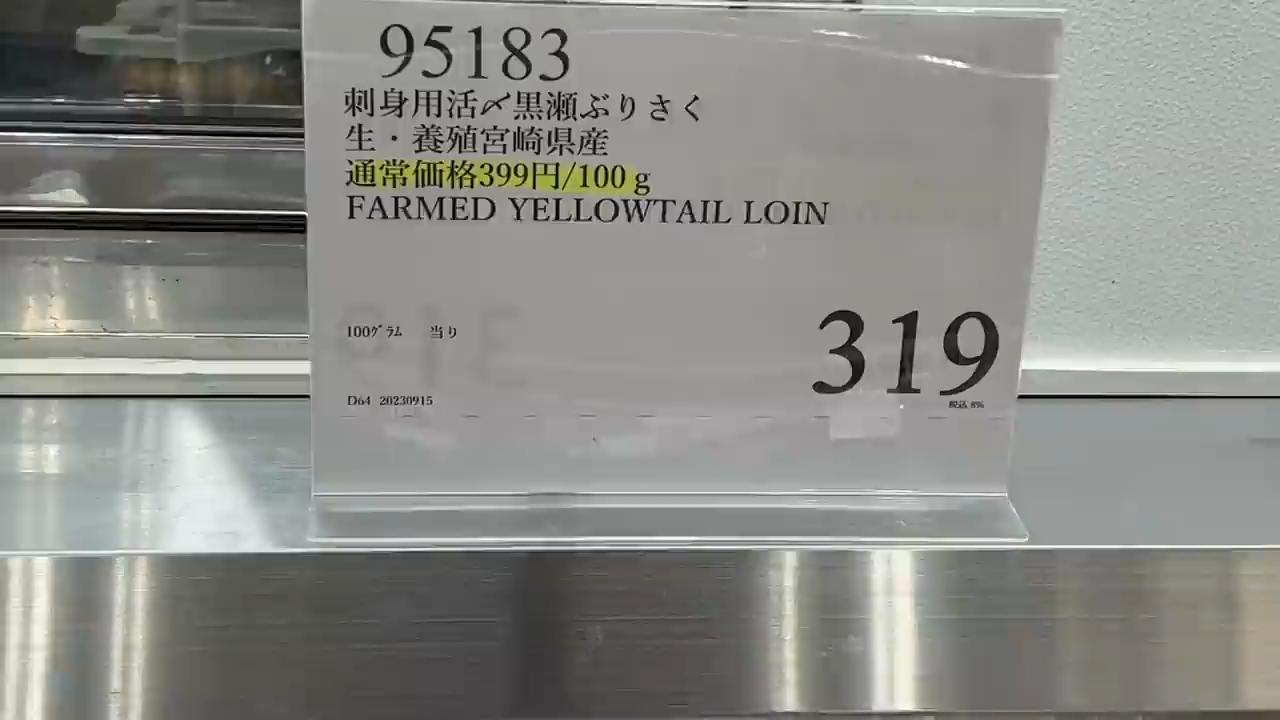 95183
刺身用活〆黒瀬ぶりさく
生・養殖宮崎県産
通常価格399円/100ｇ
FARMED YELLOWTAIL LOIN
100ｸﾞﾗﾑ 当り
319
D64 20230915
税込 8%